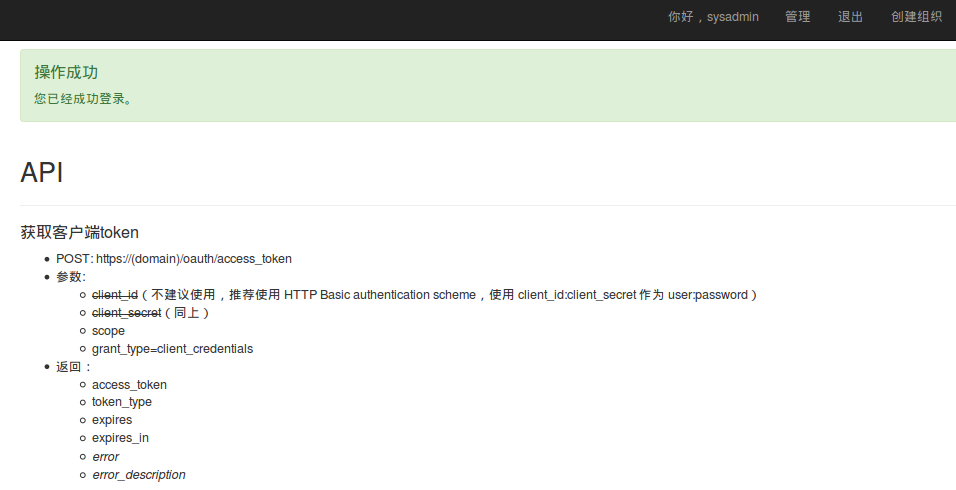 你好，sysadmin 管理 退出 创建组织
操作成功
您已经成功登录。
API
获取客户端token
POST: https://(domain)/oauth/access_token
参数:
client_id（不建议使用，推荐使用 HTTP Basic authentication scheme，使用 client_id:client_secret 作为 user:password）
client_secret（同上）
scope
grant_type=client_credentials
返回：
access_token
token_type
expires
expires_in
error
error_description